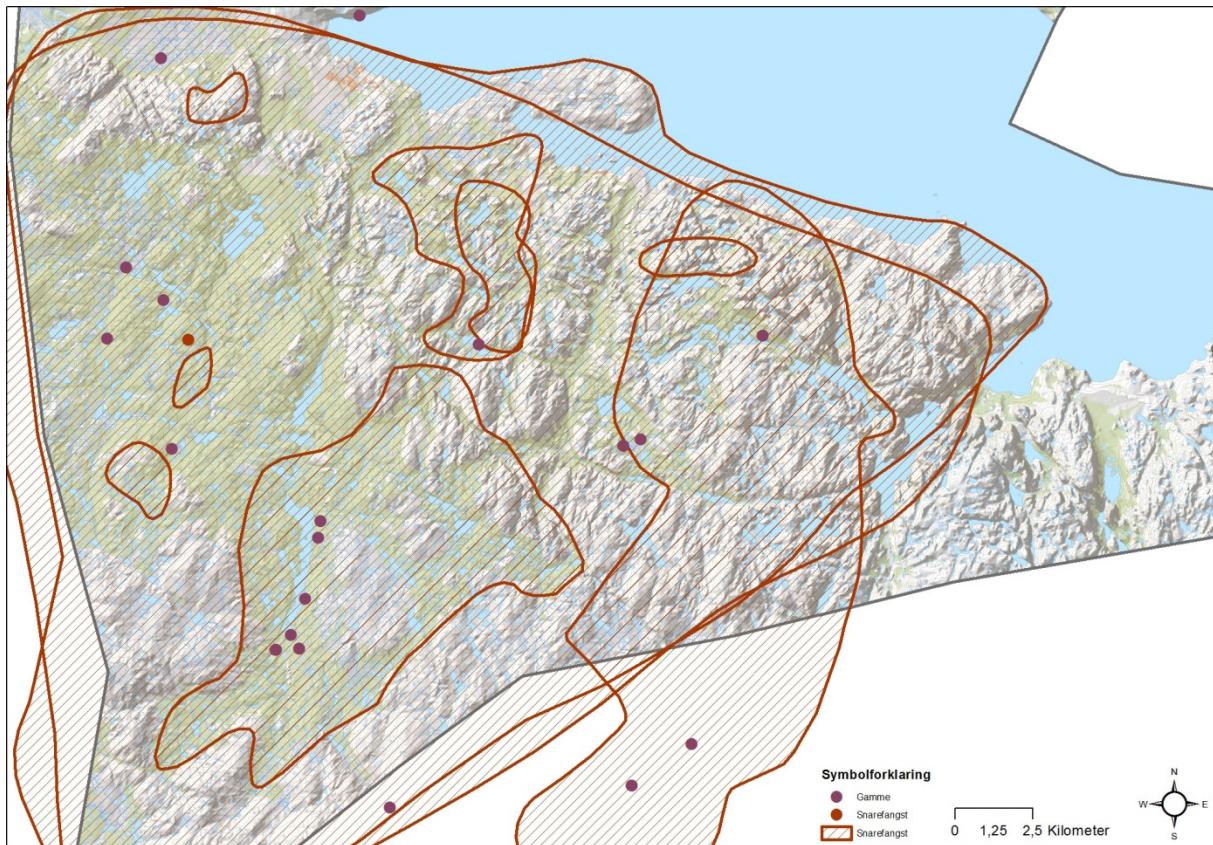 Symbolforklaring
Gamme
Snarefangst
Snarefangst
0 1,25 2,5 Kilometer
N
W E
S